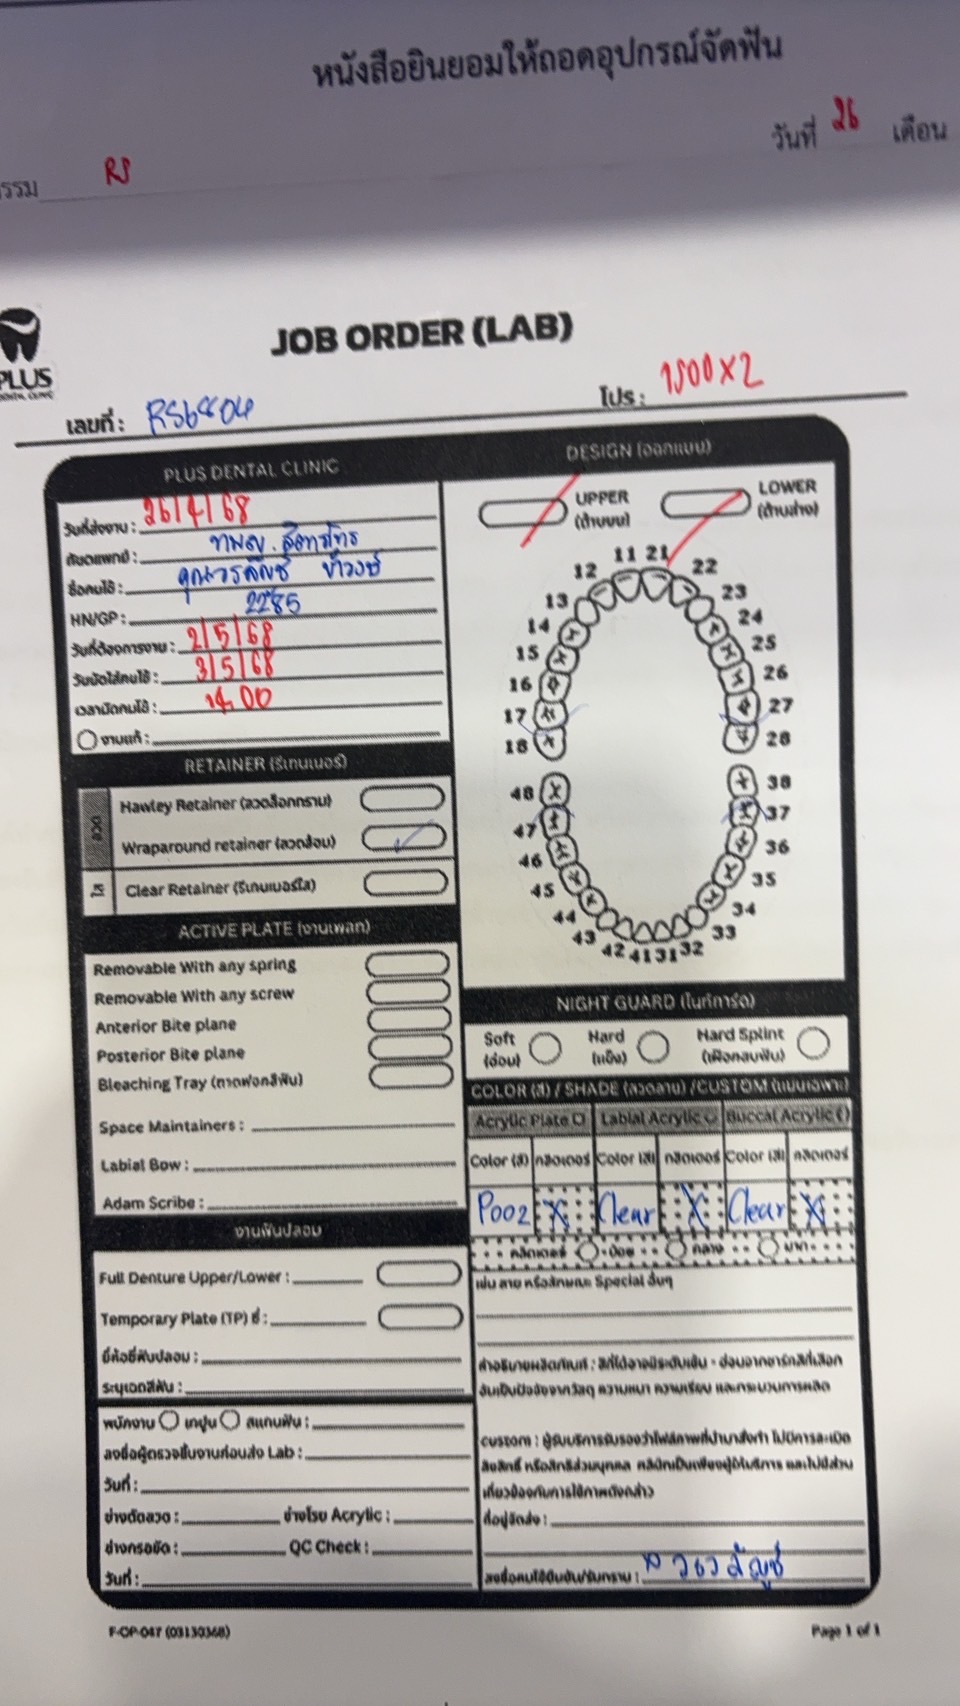 หนังสือยินยอมให้ถอดอุปกรณ์จัดฟัน
วันที่ 26 เดือน
รรม RS
PLUS
DENTAL CLINIC
JOB ORDER (LAB)
เลขที่ : RS6804
โปร : 1500x2
PLUS DENTAL CLINIC
วันที่ส่งงาน : 26/4/68
ทันตแพทย์ : ทพญ.
ชื่อคนไข้ :
HN/GP : 2285
วันที่ต้องการงาน : 2/5/68
วันนัดใส่คนไข้ : 3/5/68
เวลานัดคนไข้ : 14.00
งานแก้ :
RETAINER (รีเทนเนอร์)
ลวด
Hawley Retainer (ลวดล็อกกราม)
Wraparound retainer (ลวดอ้อม)
ใส
Clear Retainer (รีเทนเนอร์ใส)
ACTIVE PLATE (งานเพลท)
Removable With any spring
Removable With any screw
Anterior Bite plane
Posterior Bite plane
Bleaching Tray (ถาดฟอกสีฟัน)
Space Maintainers :
Labial Bow :
Adam Scribe :
งานฟันปลอม
Full Denture Upper/Lower :
Temporary Plate (TP) ซี่ :
ยี่ห้อซี่ฟันปลอม :
ระบุเฉดสีฟัน :
พนักงาน เทปูน สแกนฟัน :
ลงชื่อผู้ตรวจชิ้นงานก่อนส่ง Lab :
วันที่ :
ช่างดัดลวด : ช่างโรย Acrylic :
ช่างกรอขัด : QC Check :
วันที่ :
DESIGN (ออกแบบ)
UPPER
(ด้านบน)
LOWER
(ด้านล่าง)
11 21
12 22
13 23
14 24
15 25
16 26
17 27
18 28
48 38
47 37
46 36
45 35
44 34
43 33
42 41 31 32
NIGHT GUARD (ไนท์การ์ด)
Soft
(อ่อน)
Hard
(แข็ง)
Hard Splint
(เฝือกสบฟัน)
COLOR (สี) / SHADE (ลวดลาย) /CUSTOM (แบบเฉพาะ)
Acrylic Plate Labial Acrylic Buccal Acrylic
Color (สี) กลิตเตอร์ Color (สี) กลิตเตอร์ Color (สี) กลิตเตอร์
P002 X Clear X Clear X
กลิตเตอร์ น้อย กลาง มาก
เช่น ลาย หรือลักษณะ Special อื่นๆ
คำอธิบายผลิตภัณฑ์ : สีที่ได้อาจมีระดับเข้ม - อ่อนจากชาร์ทสีที่เลือก
อันเป็นปัจจัยจากวัสดุ ความหนา ความเรียบ และกระบวนการผลิต
custom : ผู้รับบริการรับรองว่าไฟล์ภาพที่นำมาสั่งทำ ไม่มีการละเมิด
ลิขสิทธิ์ หรือสิทธิส่วนบุคคล คลินิกเป็นเพียงผู้ให้บริการ และไม่มีส่วน
เกี่ยวข้องกับการใช้ภาพดังกล่าว
ที่อยู่จัดส่ง :
ลงชื่อคนไข้ยืนยัน/รับทราบ :
F-OP-047 (03130368)
Page 1 of 1